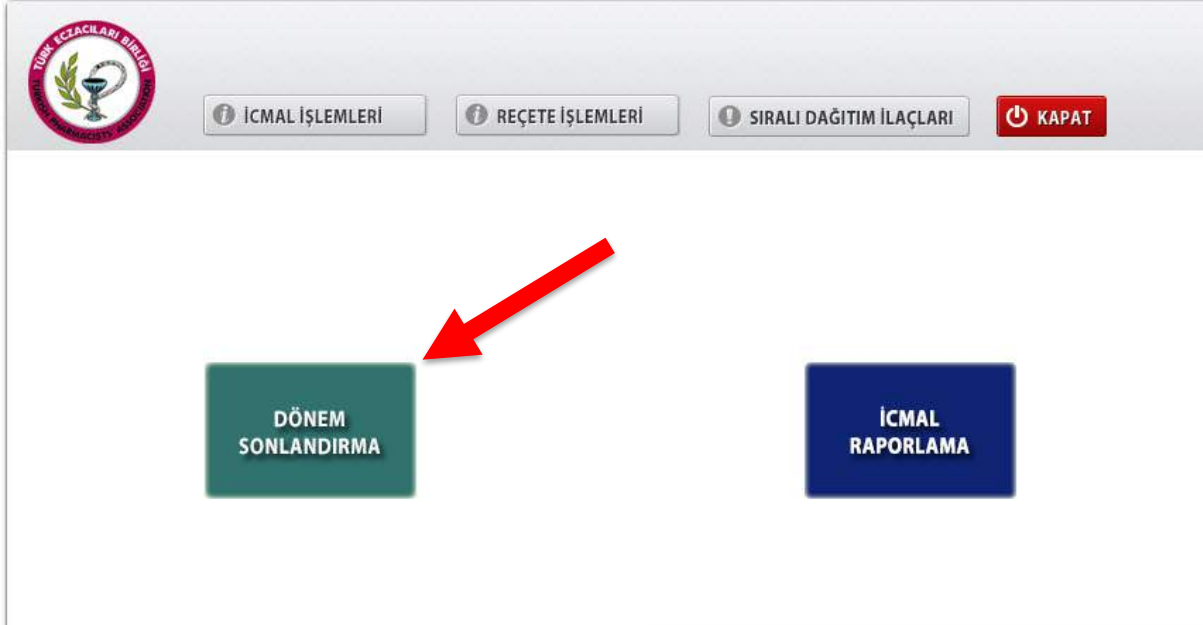 TÜRK ECZACILARI BİRLİĞİ
TURKISH PHARMACISTS ASSOCIATION
İCMAL İŞLEMLERİ
REÇETE İŞLEMLERİ
SIRALI DAĞITIM İLAÇLARI
KAPAT
DÖNEM
SONLANDIRMA
İCMAL
RAPORLAMA